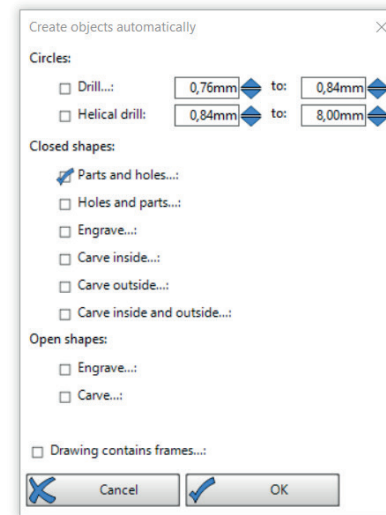 Create objects automatically
Circles:
Drill...: 0,76mm to: 0,84mm
Helical drill: 0,84mm to: 8,00mm
Closed shapes:
Parts and holes...:
Holes and parts...:
Engrave...:
Carve inside...:
Carve outside...:
Carve inside and outside...:
Open shapes:
Engrave...:
Carve...:
Drawing contains frames...:
Cancel OK